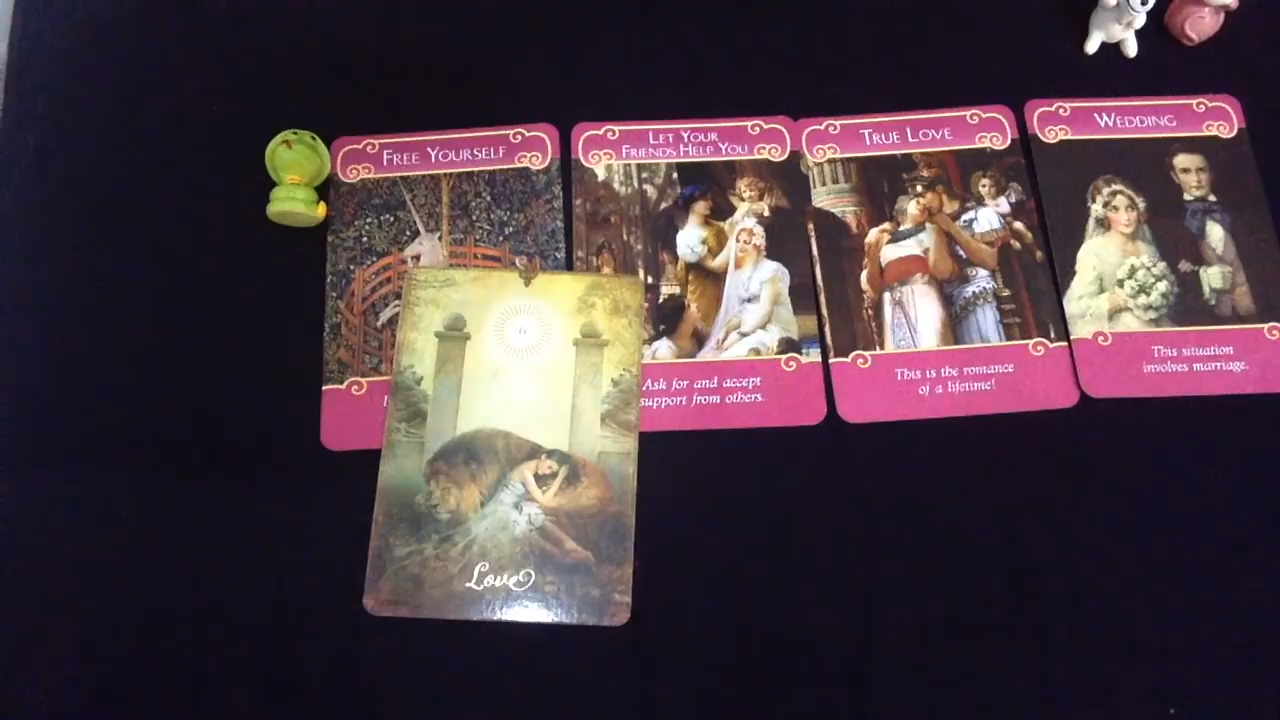 FREE YOURSELF
LET YOUR
FRIENDS HELP YOU
TRUE LOVE
WEDDING
Ask for and accept
support from others.
This is the romance
of a lifetime!
This situation
involves marriage.
6
Love